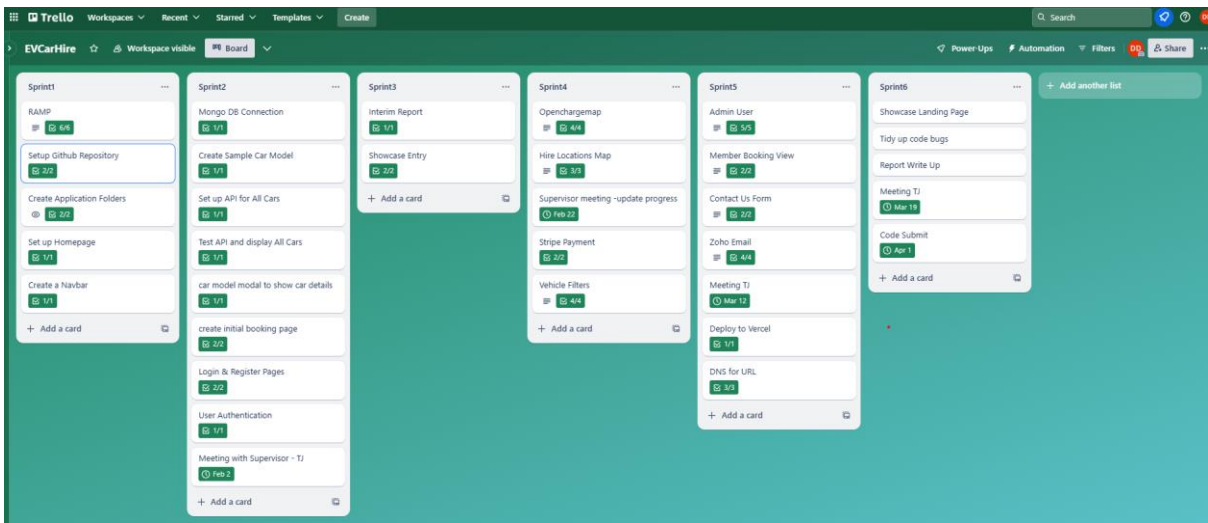 Trello Workspaces Recent Starred Templates Create Search
EVCarHire Workspace visible Board Power-Ups Automation Filters DD Share
Sprint1
RAMP
6/6
Setup Github Repository
2/2
Create Application Folders
2/2
Set up Homepage
1/1
Create a Navbar
1/1
+ Add a card
Sprint2
Mongo DB Connection
1/1
Create Sample Car Model
1/1
Set up API for All Cars
1/1
Test API and display All Cars
1/1
car model modal to show car details
1/1
create initial booking page
2/2
Login & Register Pages
2/2
User Authentication
1/1
Meeting with Supervisor - TJ
Feb 2
+ Add a card
Sprint3
Interim Report
1/1
Showcase Entry
2/2
+ Add a card
Sprint4
Openchargemap
4/4
Hire Locations Map
3/3
Supervisor meeting -update progress
Feb 22
Stripe Payment
2/2
Vehicle Filters
4/4
+ Add a card
Sprint5
Admin User
5/5
Member Booking View
2/2
Contact Us Form
2/2
Zoho Email
4/4
Meeting TJ
Mar 12
Deploy to Vercel
1/1
DNS for URL
3/3
+ Add a card
Sprint6
Showcase Landing Page
Tidy up code bugs
Report Write Up
Meeting TJ
Mar 19
Code Submit
Apr 1
+ Add a card
+ Add another list